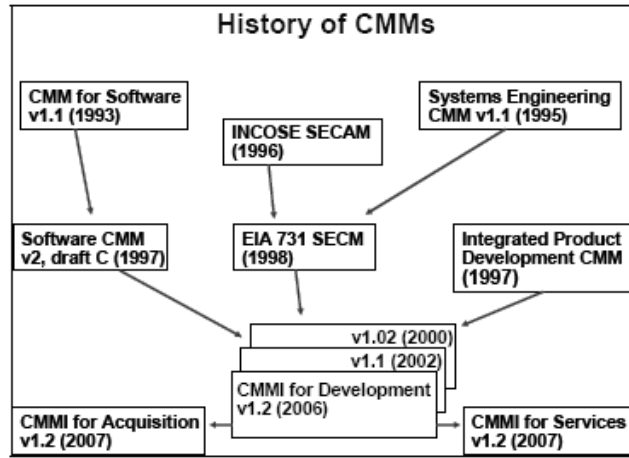 History of CMMs
CMM for Software
v1.1 (1993)
Systems Engineering
CMM v1.1 (1995)
INCOSE SECAM
(1996)
Software CMM
v2, draft C (1997)
EIA 731 SECM
(1998)
Integrated Product
Development CMM
(1997)
v1.02 (2000)
v1.1 (2002)
CMMI for Development
v1.2 (2006)
CMMI for Acquisition
v1.2 (2007)
CMMI for Services
v1.2 (2007)